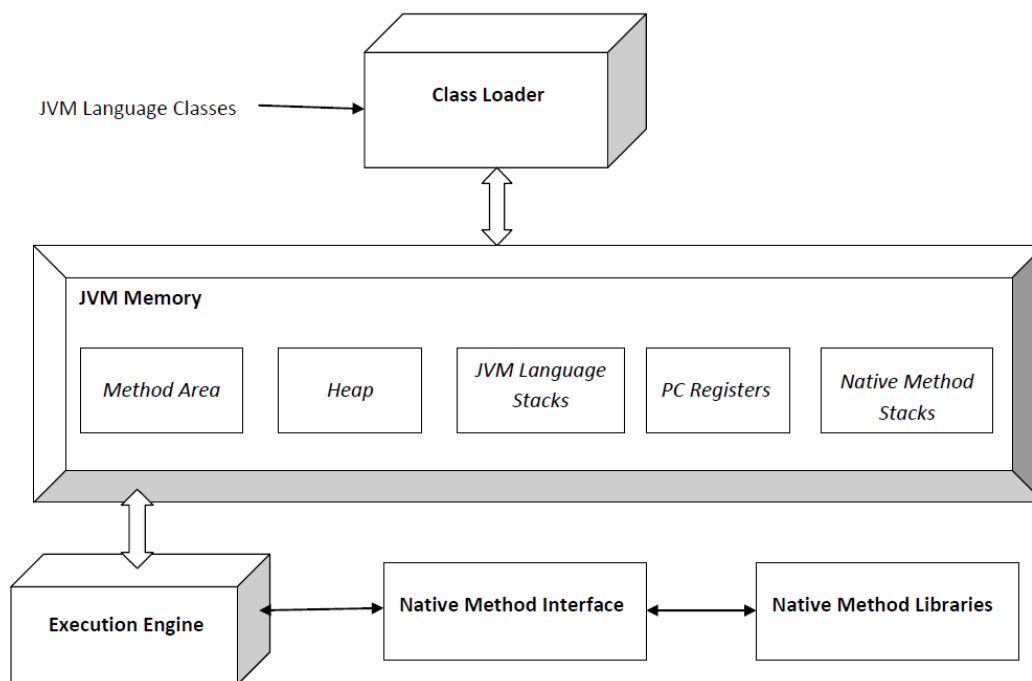 Class Loader
JVM Language Classes
JVM Memory
Method Area
Heap
JVM Language
Stacks
PC Registers
Native Method
Stacks
Execution Engine
Native Method Interface
Native Method Libraries